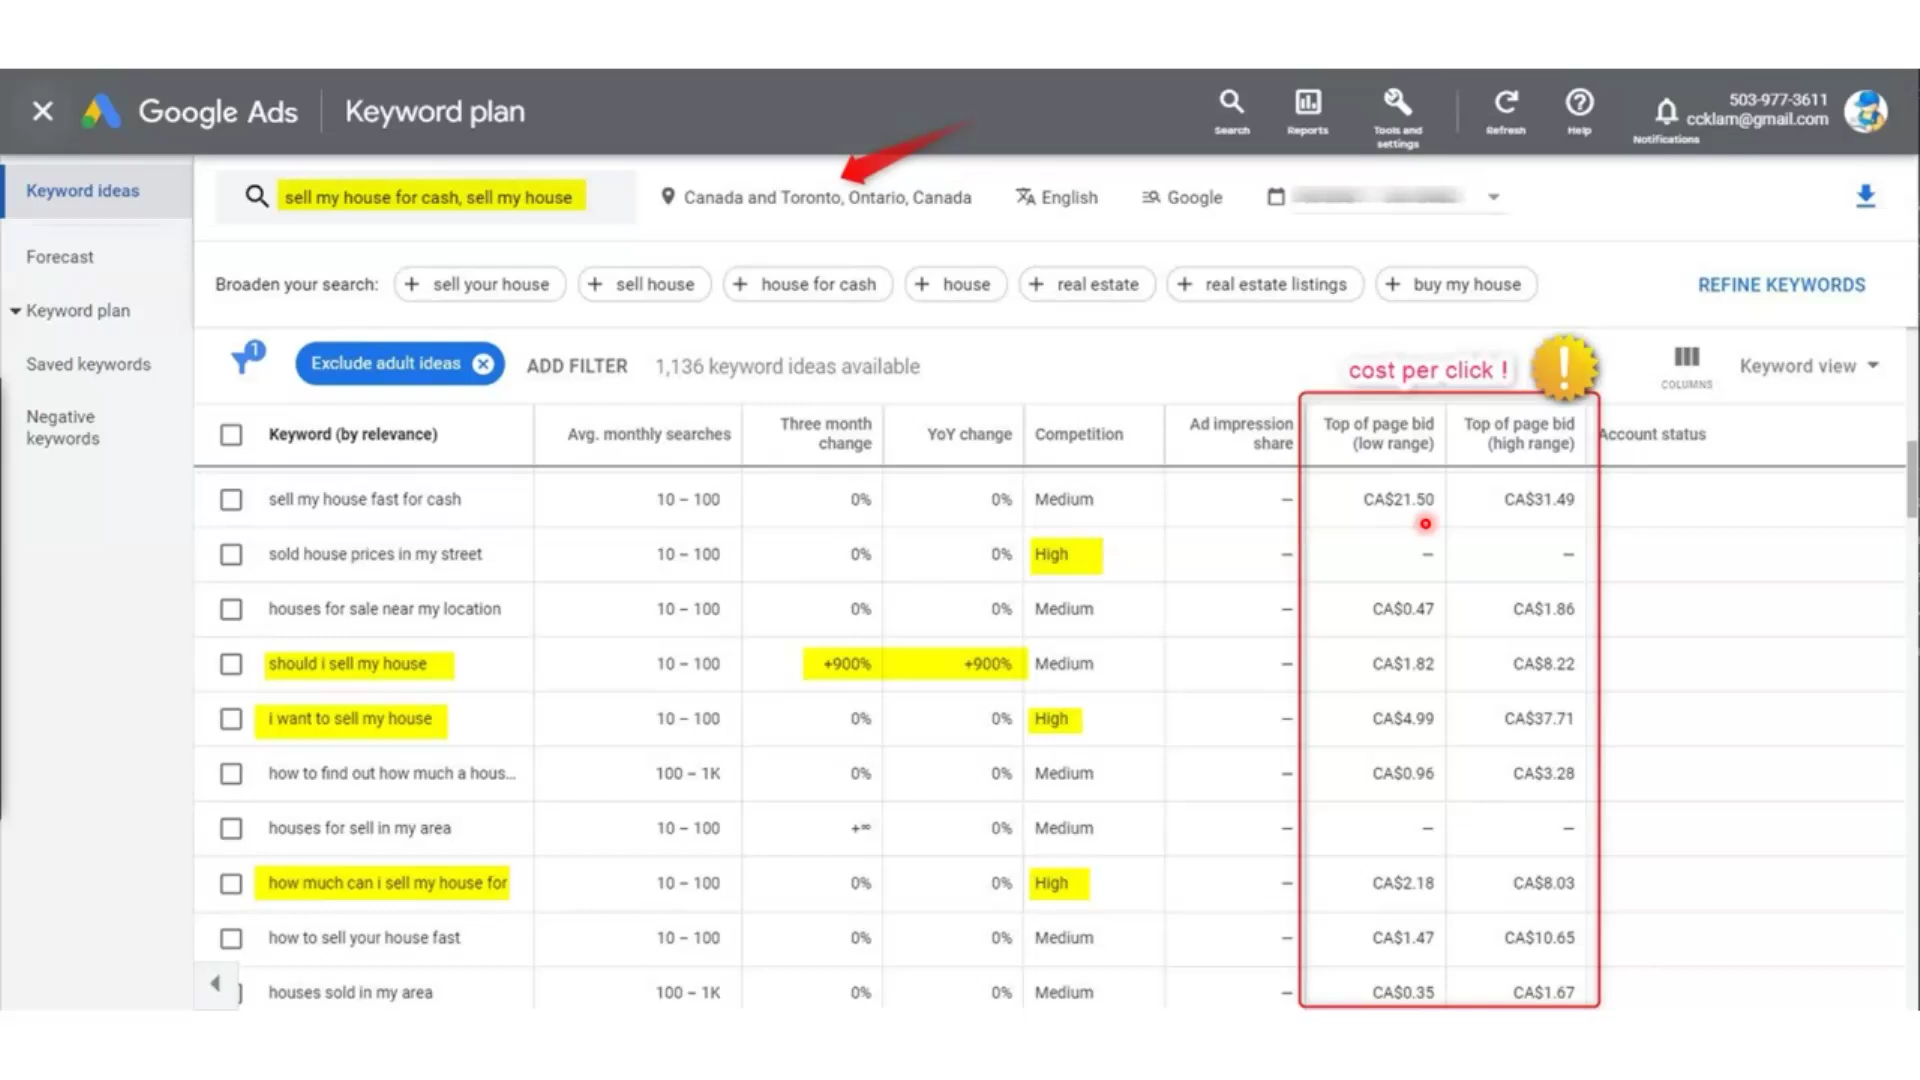 Google Ads Keyword plan
Search
Reports
Tools and settings
Refresh
Help
Notifications
503-977-3611
ccklam@gmail.com
Keyword ideas
Forecast
Keyword plan
Saved keywords
Negative keywords
sell my house for cash, sell my house
Canada and Toronto, Ontario, Canada
English
Google
Broaden your search: + sell your house + sell house + house for cash + house + real estate + real estate listings + buy my house
REFINE KEYWORDS
1
Exclude adult ideas
ADD FILTER
1,136 keyword ideas available
cost per click !
!
COLUMNS
Keyword view
Keyword (by relevance) Avg. monthly searches Three month change YoY change Competition Ad impression share Top of page bid (low range) Top of page bid (high range) Account status
sell my house fast for cash 10 – 100 0% 0% Medium – CA$21.50 CA$31.49
sold house prices in my street 10 – 100 0% 0% High – – –
houses for sale near my location 10 – 100 0% 0% Medium – CA$0.47 CA$1.86
should i sell my house 10 – 100 +900% +900% Medium – CA$1.82 CA$8.22
i want to sell my house 10 – 100 0% 0% High – CA$4.99 CA$37.71
how to find out how much a hous... 100 – 1K 0% 0% Medium – CA$0.96 CA$3.28
houses for sell in my area 10 – 100 +∞ 0% Medium – – –
how much can i sell my house for 10 – 100 0% 0% High – CA$2.18 CA$8.03
how to sell your house fast 10 – 100 0% 0% Medium – CA$1.47 CA$10.65
houses sold in my area 100 – 1K 0% 0% Medium – CA$0.35 CA$1.67